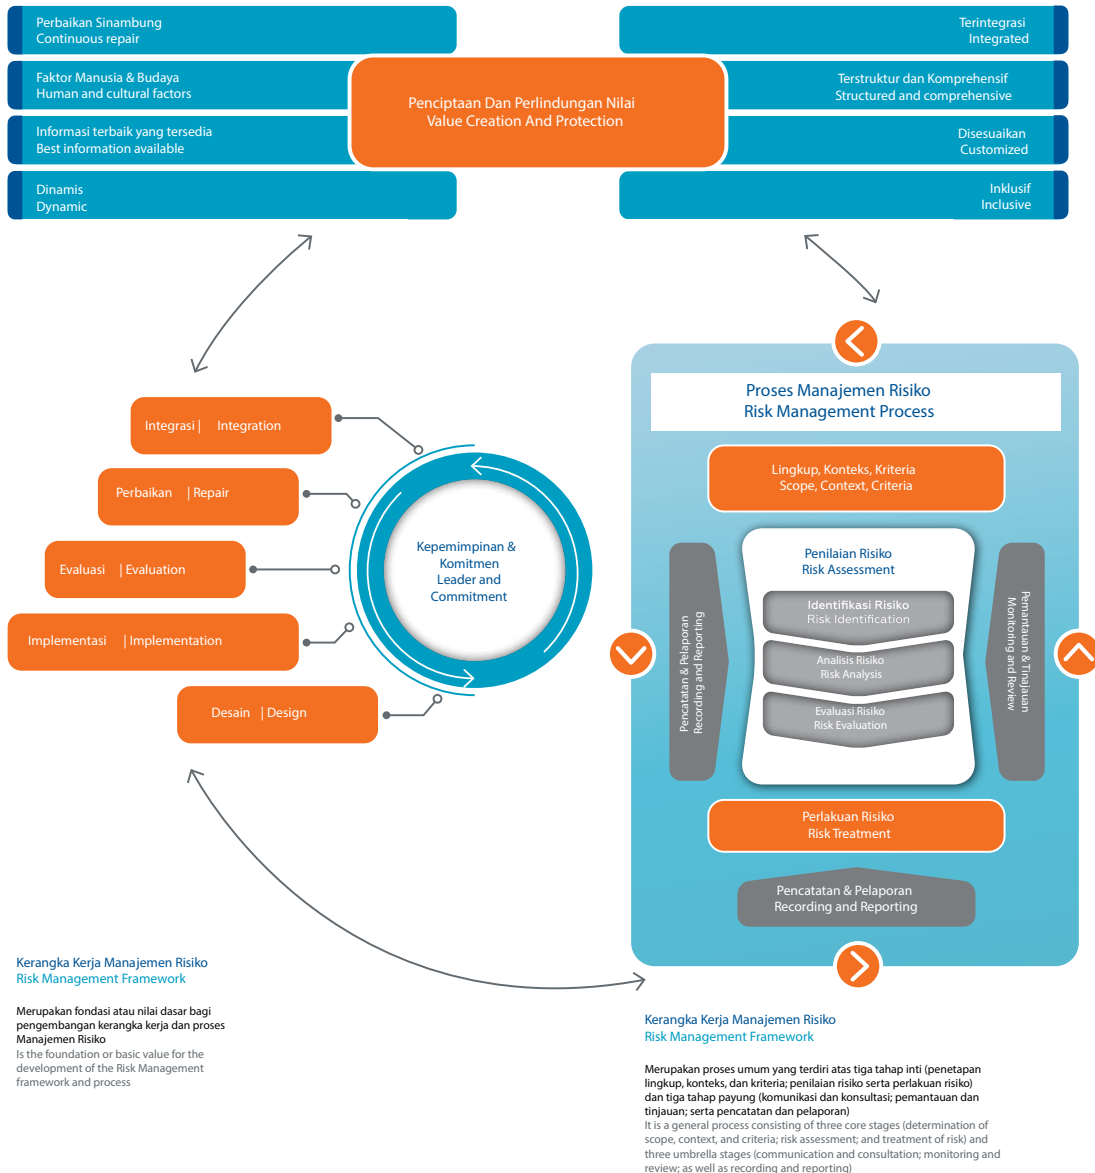 Perbaikan Sinambung
Continuous repair
Faktor Manusia & Budaya
Human and cultural factors
Informasi terbaik yang tersedia
Best information available
Dinamis
Dynamic
Penciptaan Dan Perlindungan Nilai
Value Creation And Protection
Terintegrasi
Integrated
Terstruktur dan Komprehensif
Structured and comprehensive
Disesuaikan
Customized
Inklusif
Inclusive
Integrasi | Integration
Perbaikan | Repair
Evaluasi | Evaluation
Implementasi | Implementation
Desain | Design
Kepemimpinan &
Komitmen
Leader and
Commitment
Proses Manajemen Risiko
Risk Management Process
Lingkup, Konteks, Kriteria
Scope, Context, Criteria
Pencatatan & Pelaporan
Recording and Reporting
Penilaian Risiko
Risk Assessment
Identifikasi Risiko
Risk Identification
Analisis Risiko
Risk Analysis
Evaluasi Risiko
Risk Evaluation
Pemantauan & Tinajauan
Monitoring and Review
Perlakuan Risiko
Risk Treatment
Pencatatan & Pelaporan
Recording and Reporting
Kerangka Kerja Manajemen Risiko
Risk Management Framework
Merupakan fondasi atau nilai dasar bagi
pengembangan kerangka kerja dan proses
Manajemen Risiko
Is the foundation or basic value for the
development of the Risk Management
framework and process
Kerangka Kerja Manajemen Risiko
Risk Management Framework
Merupakan proses umum yang terdiri atas tiga tahap inti (penetapan
lingkup, konteks, dan kriteria; penilaian risiko serta perlakuan risiko)
dan tiga tahap payung (komunikasi dan konsultasi; pemantauan dan
tinjauan; serta pencatatan dan pelaporan)
It is a general process consisting of three core stages (determination of
scope, context, and criteria; risk assessment; and treatment of risk) and
three umbrella stages (communication and consultation; monitoring and
review; as well as recording and reporting)